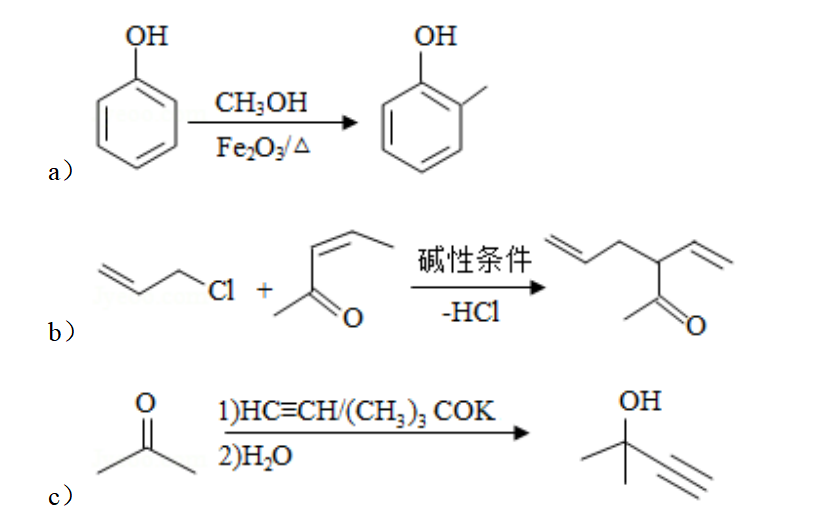 OH OH
CH₃OH
Fe₂O₃/△
a）
碱性条件
Cl + O -HCl O
b）
O 1)HC≡CH/(CH₃)₃ COK OH
2)H₂O
c）